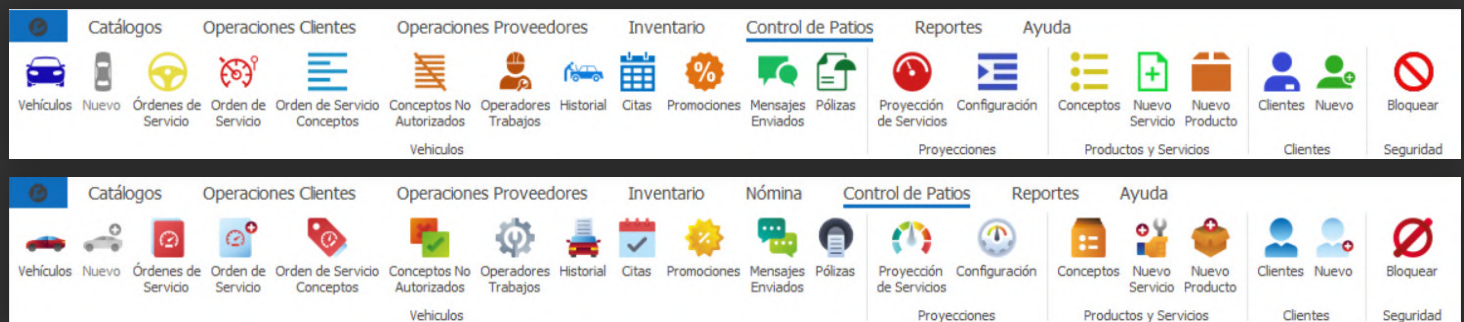 Catálogos Operaciones Clientes Operaciones Proveedores Inventario Control de Patios Reportes Ayuda
Vehículos Nuevo Órdenes de Orden de Orden de Servicio Conceptos No Operadores Historial Citas Promociones Mensajes Pólizas Proyección Configuración Conceptos Nuevo Nuevo Clientes Nuevo Bloquear
Servicio Servicio Conceptos Autorizados Trabajos Enviados de Servicios Servicio Producto
Vehiculos Proyecciones Productos y Servicios Clientes Seguridad
Catálogos Operaciones Clientes Operaciones Proveedores Inventario Nómina Control de Patios Reportes Ayuda
Vehículos Nuevo Órdenes de Orden de Orden de Servicio Conceptos No Operadores Historial Citas Promociones Mensajes Pólizas Proyección Configuración Conceptos Nuevo Nuevo Clientes Nuevo Bloquear
Servicio Servicio Conceptos Autorizados Trabajos Enviados de Servicios Servicio Producto
Vehiculos Proyecciones Productos y Servicios Clientes Seguridad